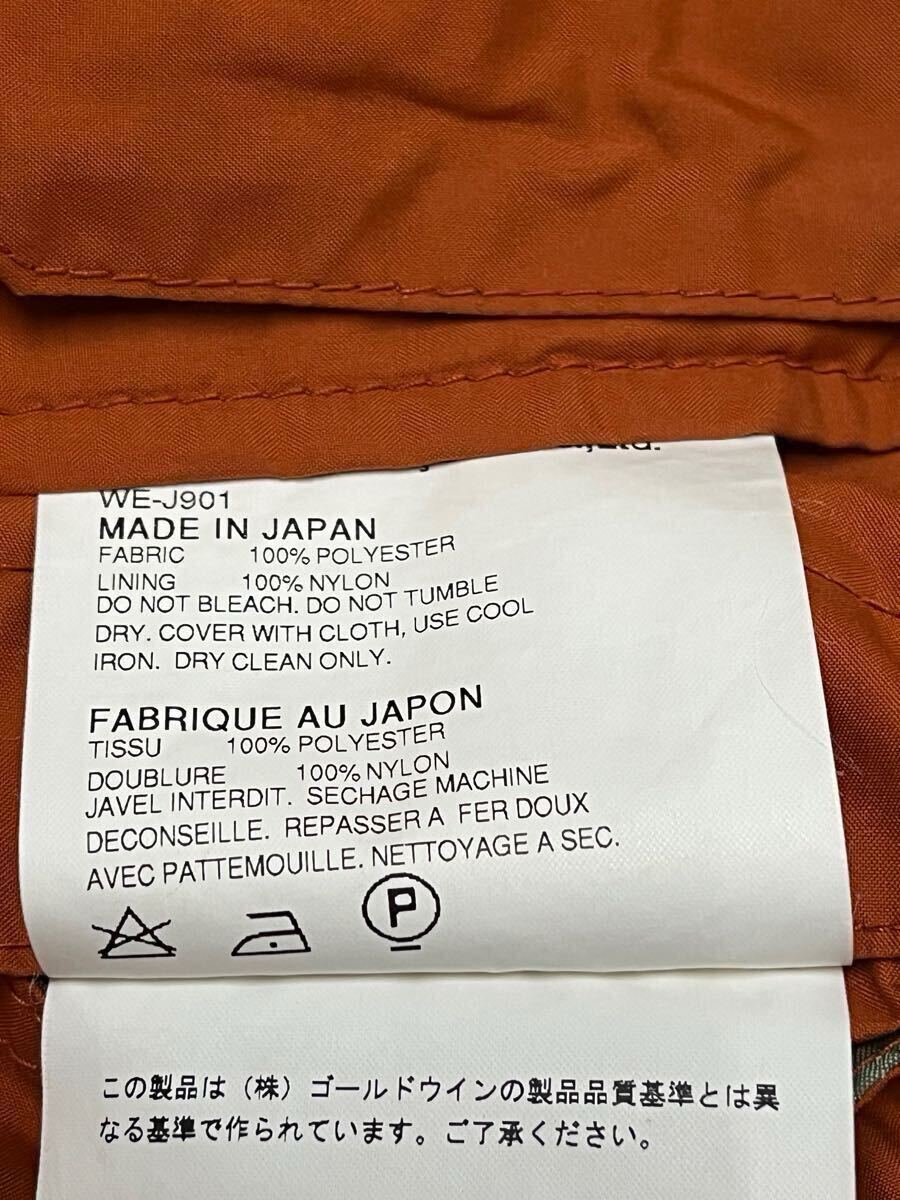 Ltd.
WE-J901
MADE IN JAPAN
FABRIC 100% POLYESTER
LINING 100% NYLON
DO NOT BLEACH. DO NOT TUMBLE
DRY. COVER WITH CLOTH, USE COOL
IRON. DRY CLEAN ONLY.
FABRIQUE AU JAPON
TISSU 100% POLYESTER
DOUBLURE 100% NYLON
JAVEL INTERDIT. SECHAGE MACHINE
DECONSEILLE. REPASSER A FER DOUX
AVEC PATTEMOUILLE. NETTOYAGE A SEC.
P
この製品は（株）ゴールドウインの製品品質基準とは異
なる基準で作られています。ご了承ください。